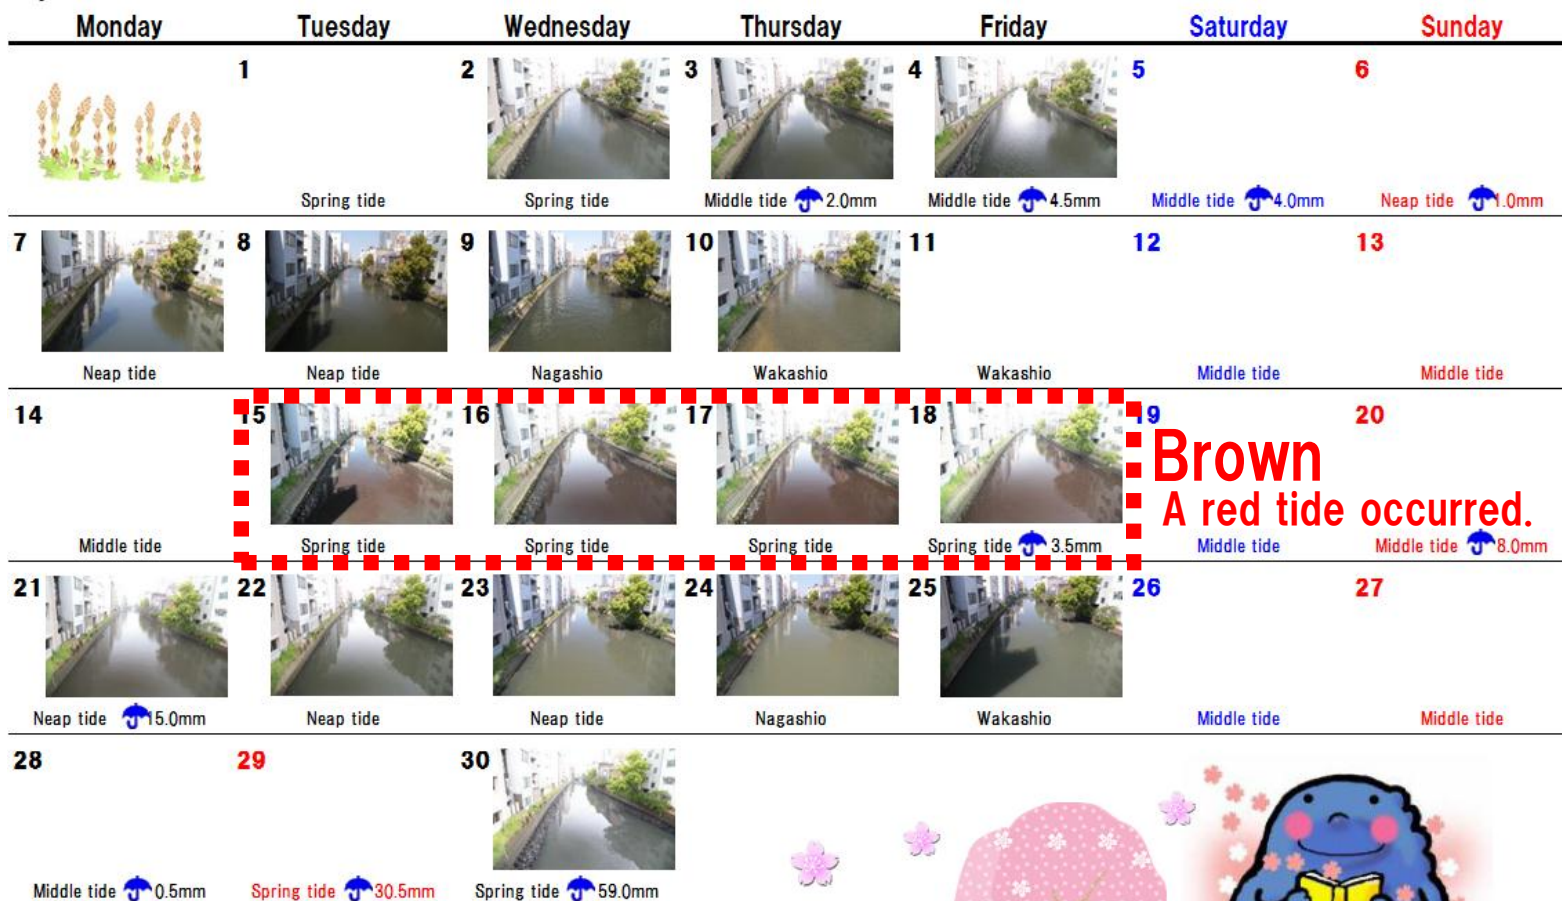 Monday Tuesday Wednesday Thursday Friday Saturday Sunday
1 2 3 4 5 6
Spring tide Spring tide Middle tide 2.0mm Middle tide 4.5mm Middle tide 4.0mm Neap tide 1.0mm
7 8 9 10 11 12 13
Neap tide Neap tide Nagashio Wakashio Wakashio Middle tide Middle tide
14 15 16 17 18 19 20
Brown
A red tide occurred.
Middle tide Spring tide Spring tide Spring tide Spring tide 3.5mm Middle tide Middle tide 8.0mm
21 22 23 24 25 26 27
Neap tide 15.0mm Neap tide Neap tide Nagashio Wakashio Middle tide Middle tide
28 29 30
Middle tide 0.5mm Spring tide 30.5mm Spring tide 59.0mm